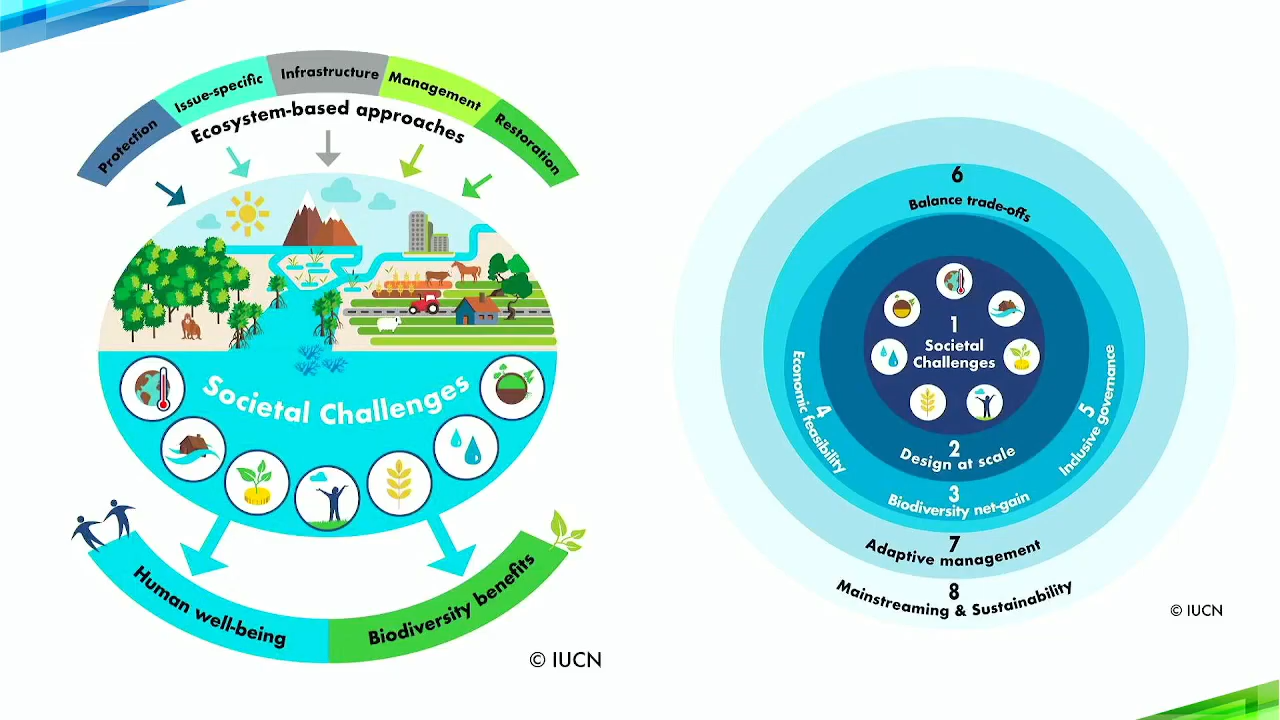 Protection
Issue-specific
Infrastructure
Management
Restoration
Ecosystem-based approaches
Societal Challenges
Human well-being
Biodiversity benefits
© IUCN
6
Balance trade-offs
1
Societal
Challenges
4
Economic feasibility
5
Inclusive governance
2
Design at scale
3
Biodiversity net-gain
7
Adaptive management
8
Mainstreaming & Sustainability
© IUCN